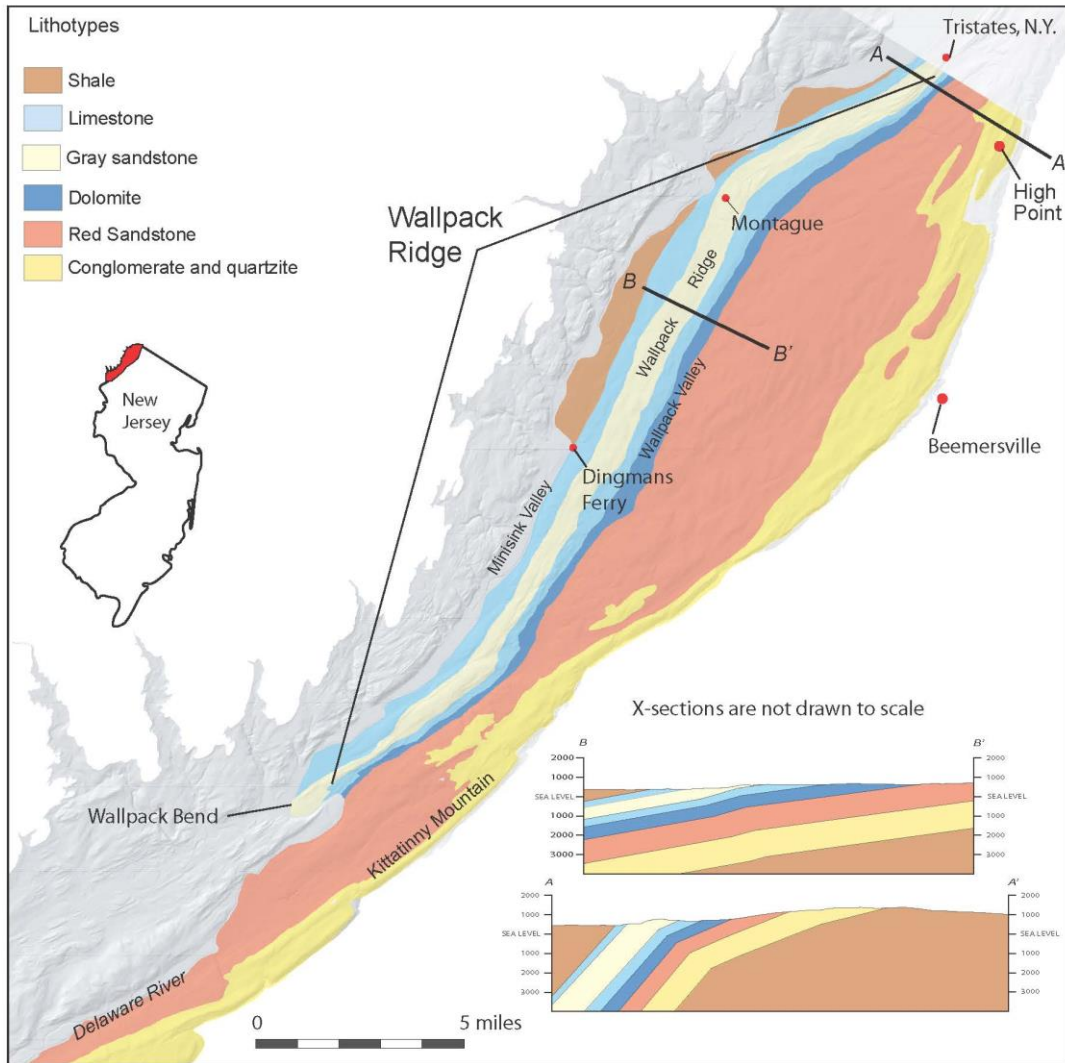 Lithotypes
Shale
Limestone
Gray sandstone
Dolomite
Red Sandstone
Conglomerate and quartzite
Tristates, N.Y.
A
A'
High
Point
Wallpack
Ridge
Montague
B
Ridge
Wallpack
B'
Wallpack Valley
New
Jersey
Beemersville
Dingmans
Ferry
Minisink Valley
X-sections are not drawn to scale
B
B'
2000
2000
1000
1000
SEA LEVEL
SEA LEVEL
1000
1000
2000
2000
3000
3000
Wallpack Bend
Kittatinny Mountain
A
A'
2000
2000
1000
1000
SEA LEVEL
SEA LEVEL
1000
1000
2000
2000
3000
3000
Delaware River
0
5 miles